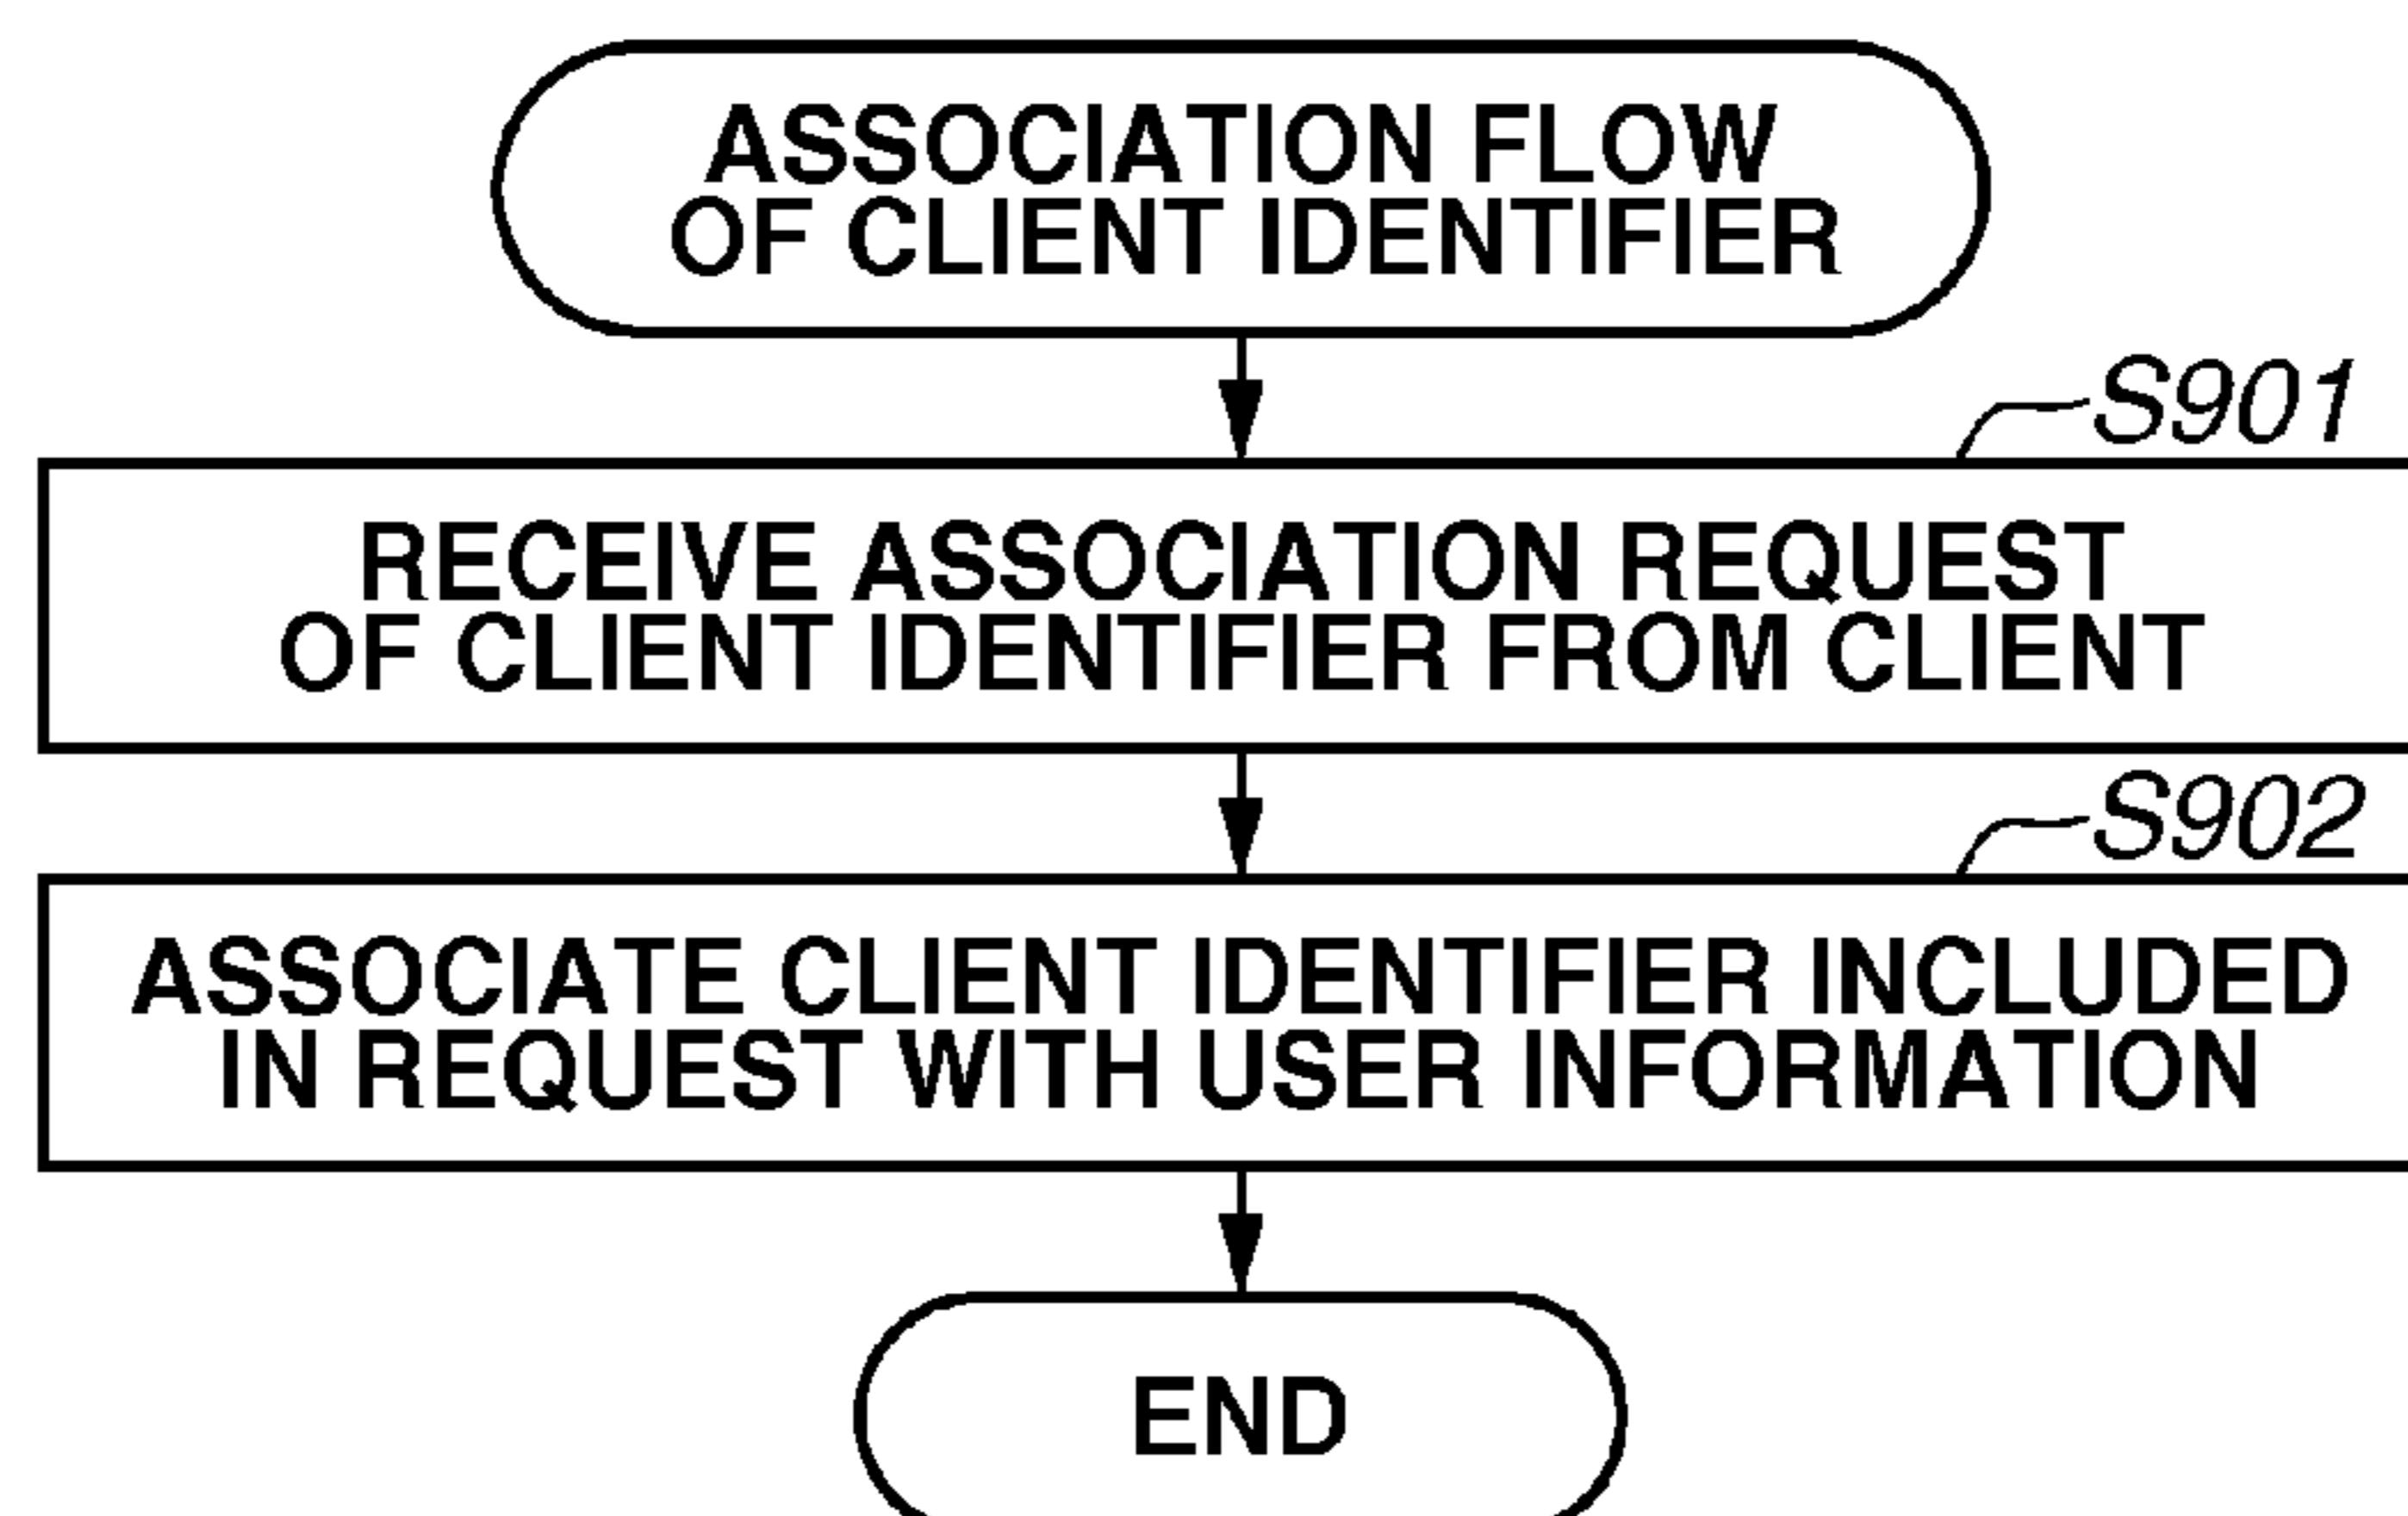 ASSOCIATION FLOW
OF CLIENT IDENTIFIER
S901
RECEIVE ASSOCIATION REQUEST
OF CLIENT IDENTIFIER FROM CLIENT
S902
ASSOCIATE CLIENT IDENTIFIER INCLUDED
IN REQUEST WITH USER INFORMATION
END